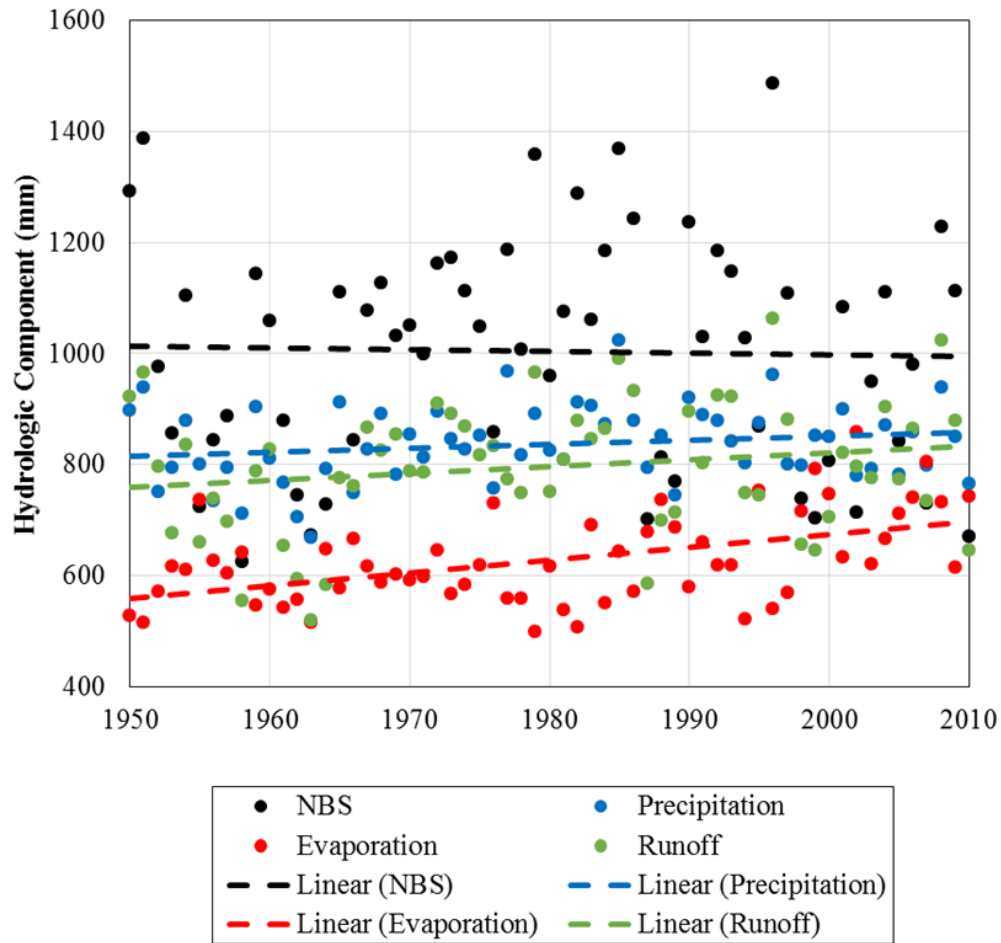 1600
1400
1200
1000
800
600
400
Hydrologic Component (mm)
1950 1960 1970 1980 1990 2000 2010
NBS Precipitation
Evaporation Runoff
Linear (NBS) Linear (Precipitation)
Linear (Evaporation) Linear (Runoff)